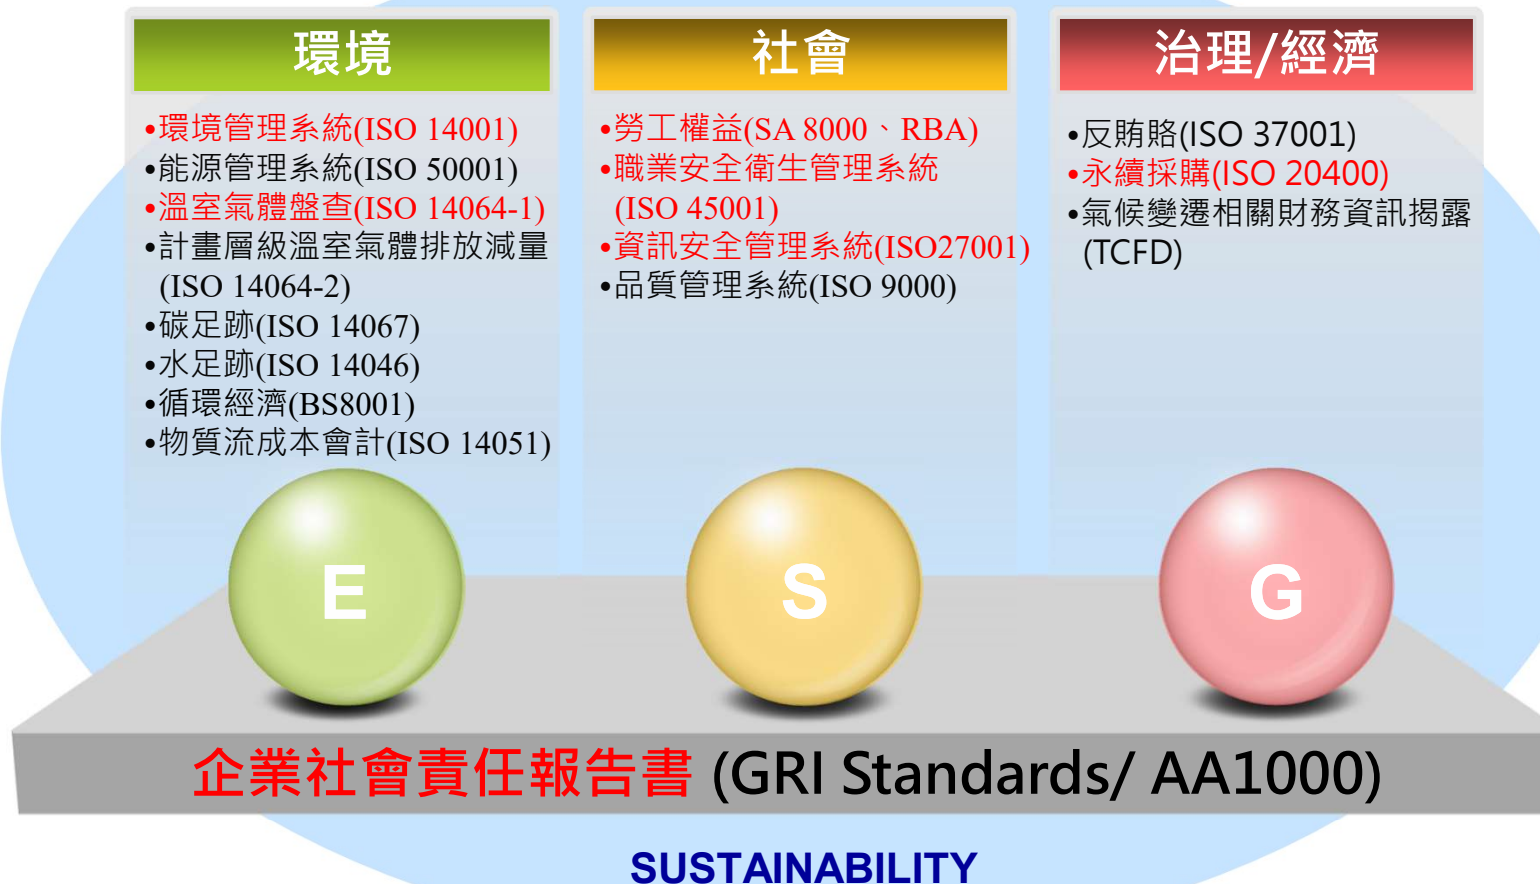 環境
•環境管理系統(ISO 14001)
•能源管理系統(ISO 50001)
•溫室氣體盤查(ISO 14064-1)
•計畫層級溫室氣體排放減量
(ISO 14064-2)
•碳足跡(ISO 14067)
•水足跡(ISO 14046)
•循環經濟(BS8001)
•物質流成本會計(ISO 14051)
E
社會
•勞工權益(SA 8000、RBA)
•職業安全衛生管理系統
(ISO 45001)
•資訊安全管理系統(ISO27001)
•品質管理系統(ISO 9000)
S
治理/經濟
•反賄賂(ISO 37001)
•永續採購(ISO 20400)
•氣候變遷相關財務資訊揭露
(TCFD)
G
企業社會責任報告書 (GRI Standards/ AA1000)
SUSTAINABILITY